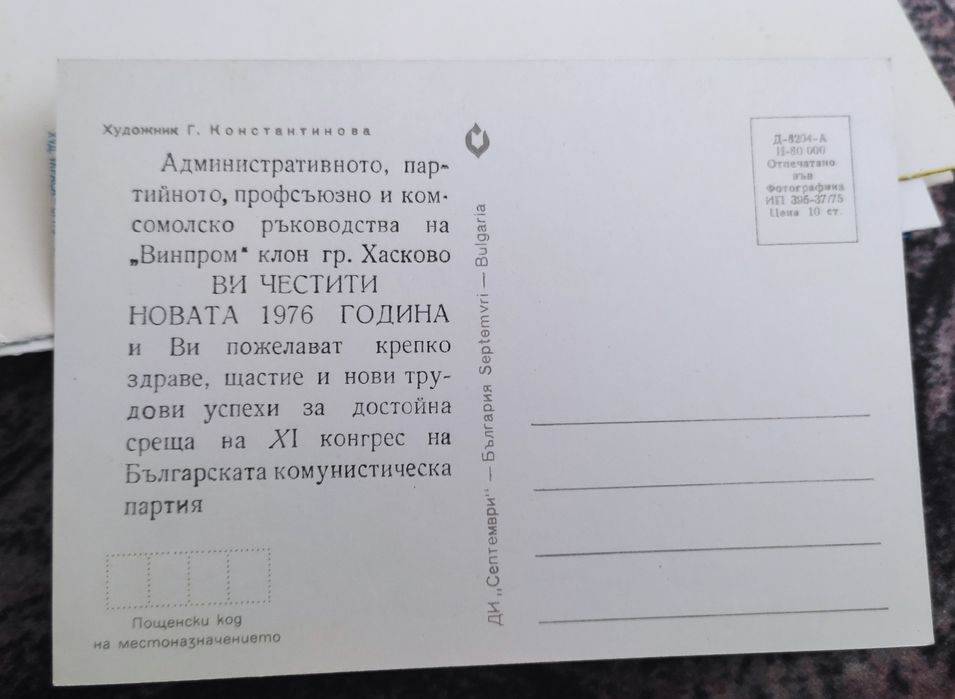 Художник Г. Константинова
Административното, пар-
тийното, профсъюзно и ком-
сомолско ръководства на
„Винпром“ клон гр. Хасково
ВИ ЧЕСТИТИ
НОВАТА 1976 ГОДИНА
и Ви пожелават крепко
здраве, щастие и нови тру-
дови успехи за достойна
среща на XI конгрес на
Българската комунистическа
партия
Пощенски код
на местоназначението
ДИ „Септември“ — България Septemvri — Bulgaria
Д-8204-А
П-80 000
Отпечатано
във
Фотографика
ИП 395-37/75
Цена 10 ст.